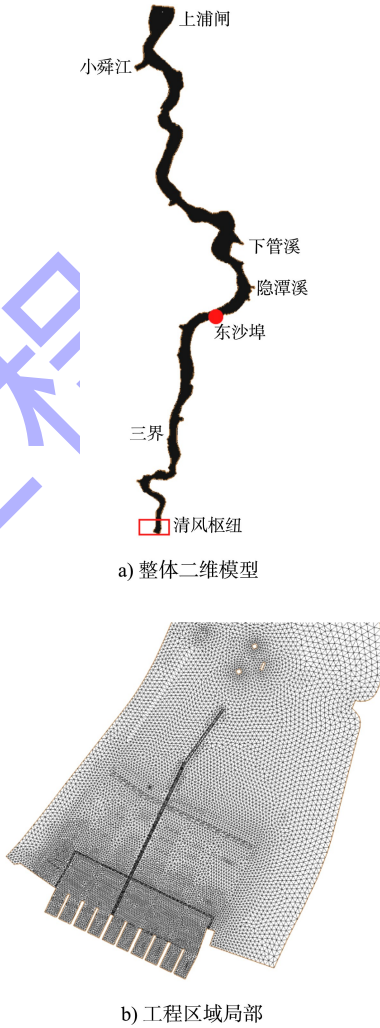 上浦闸
小舜江
下管溪
隐潭溪
东沙埠
三界
清风枢纽
a) 整体二维模型
b) 工程区域局部
程